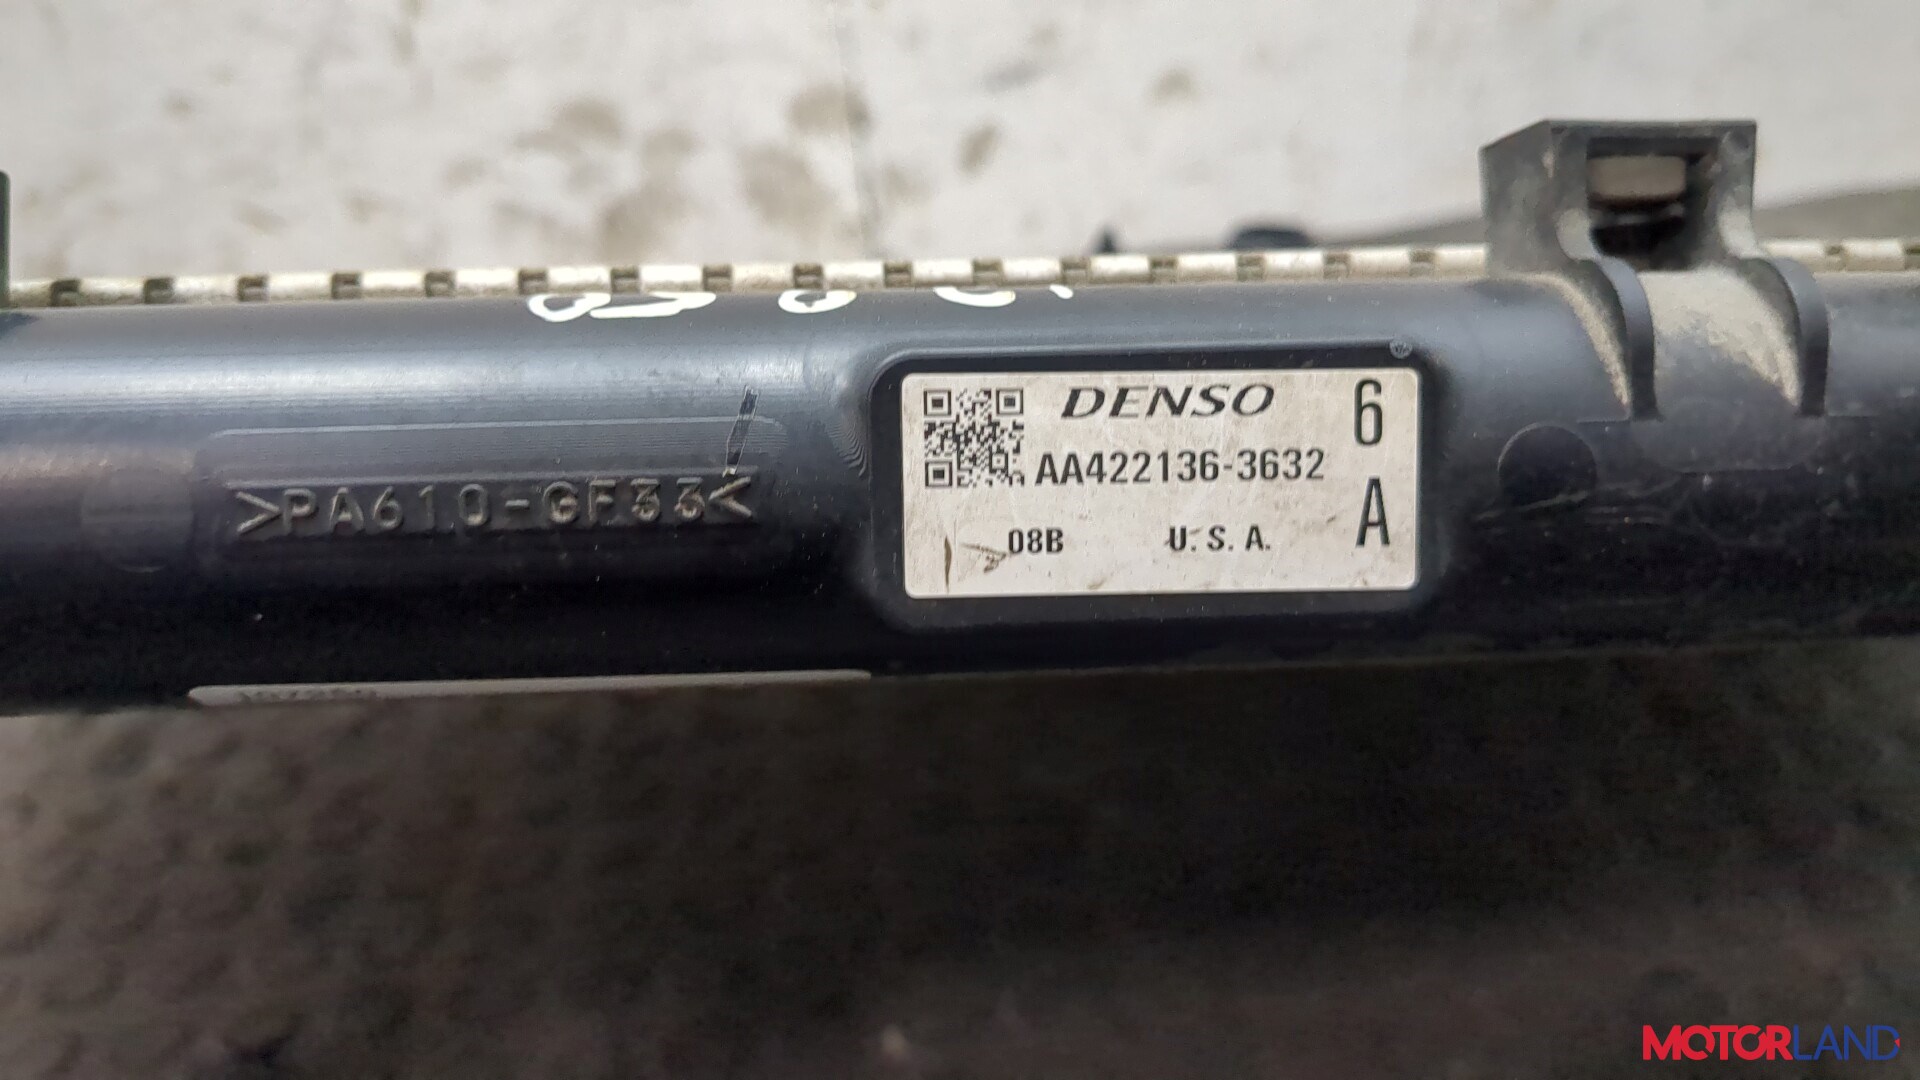 DENSO
6
AA422136-3632
A
08B U.S.A.
>PA610-GF33<
MOTORLAND